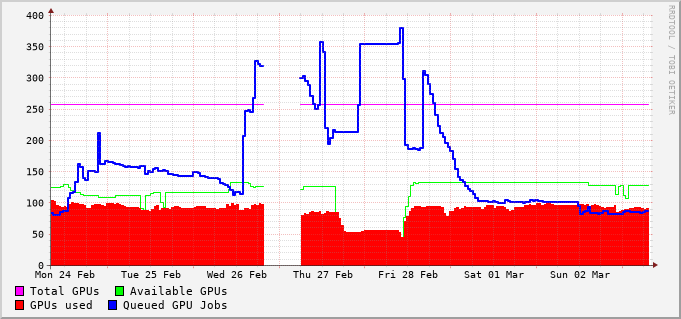 400
350
300
250
200
150
100
50
0
Mon 24 Feb Tue 25 Feb Wed 26 Feb Thu 27 Feb Fri 28 Feb Sat 01 Mar Sun 02 Mar
Total GPUs Available GPUs
GPUs used Queued GPU Jobs
RRDTOOL / TOBI OETIKER